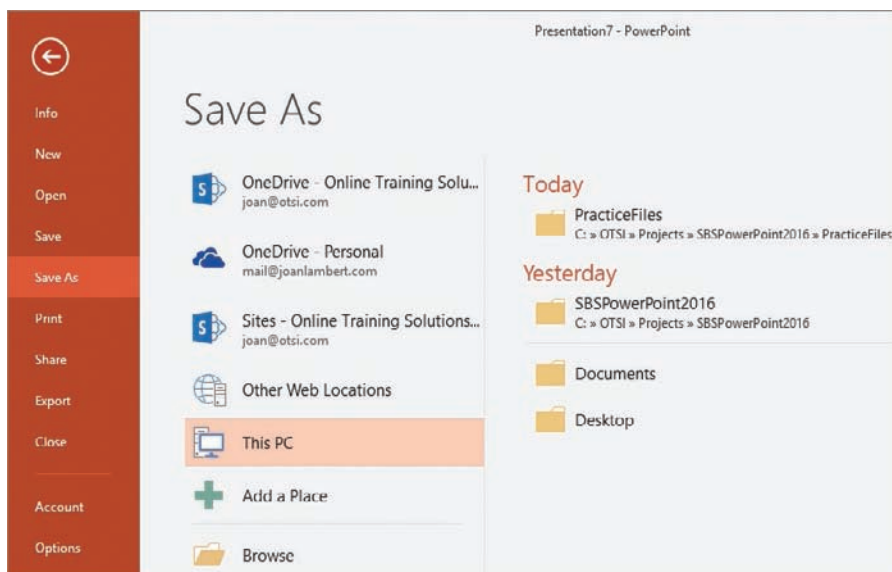 Presentation7 - PowerPoint
Info
New
Open
Save
Save As
Print
Share
Export
Close
Account
Options
Save As
OneDrive - Online Training Solu...
joan@otsi.com
OneDrive - Personal
mail@joanlambert.com
Sites - Online Training Solutions...
joan@otsi.com
Other Web Locations
This PC
Add a Place
Browse
Today
PracticeFiles
C: » OTSI » Projects » SBSPowerPoint2016 » PracticeFiles
Yesterday
SBSPowerPoint2016
C: » OTSI » Projects » SBSPowerPoint2016
Documents
Desktop